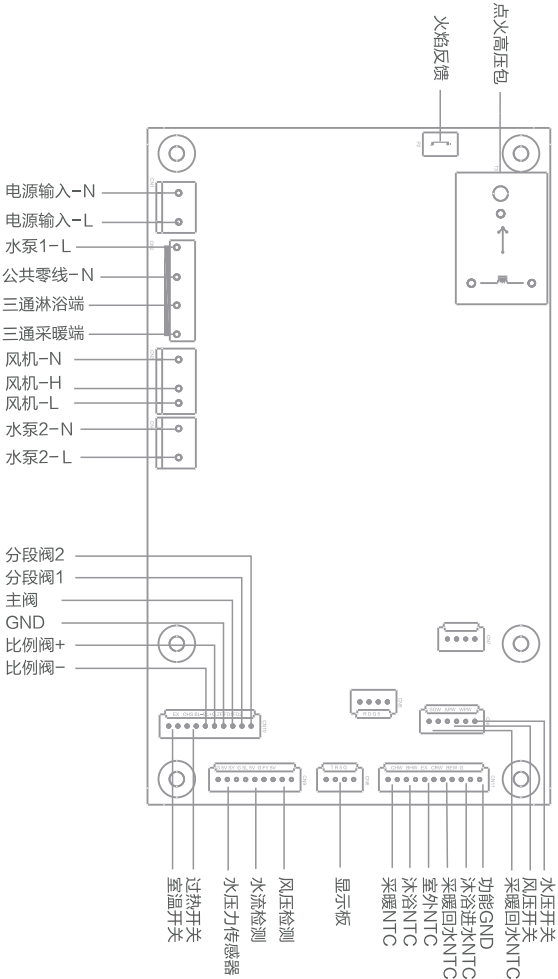 火焰反馈
点火高压包
电源输入-N
电源输入-L
水泵1-L
公共零线-N
三通淋浴端
三通采暖端
风机-N
风机-H
风机-L
水泵2-N
水泵2-L
分段阀2
分段阀1
主阀
GND
比例阀+
比例阀-
室温开关
过热开关
水压力传感器
水流检测
风压检测
显示板
采暖NTC
沐浴NTC
室外NTC
采暖回水NTC
沐浴进水NTC
功能GND
采暖回水NTC
风压开关
水压开关